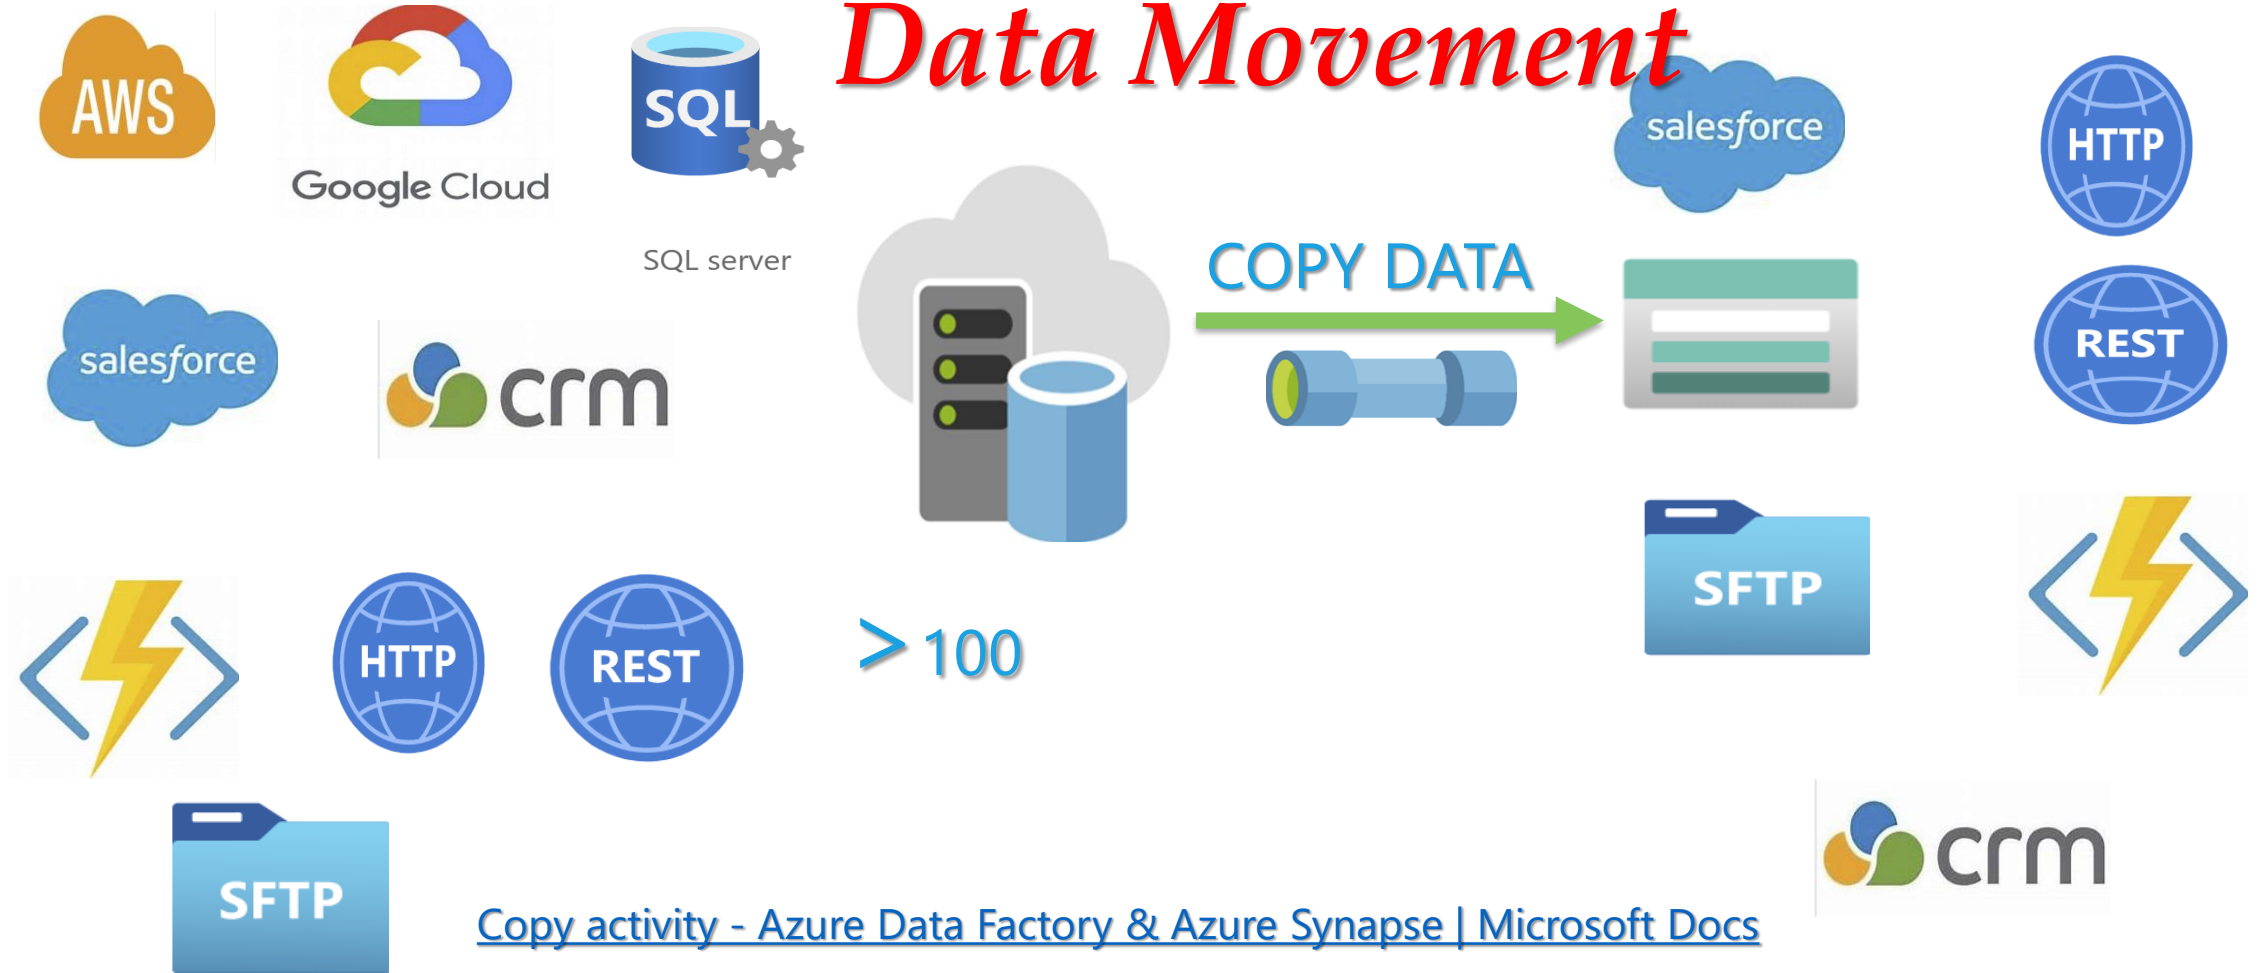 Data Movement
AWS
Google Cloud
SQL
SQL server
salesforce
HTTP
COPY DATA
REST
salesforce
crm
SFTP
HTTP
REST
> 100
SFTP
crm
Copy activity - Azure Data Factory & Azure Synapse | Microsoft Docs